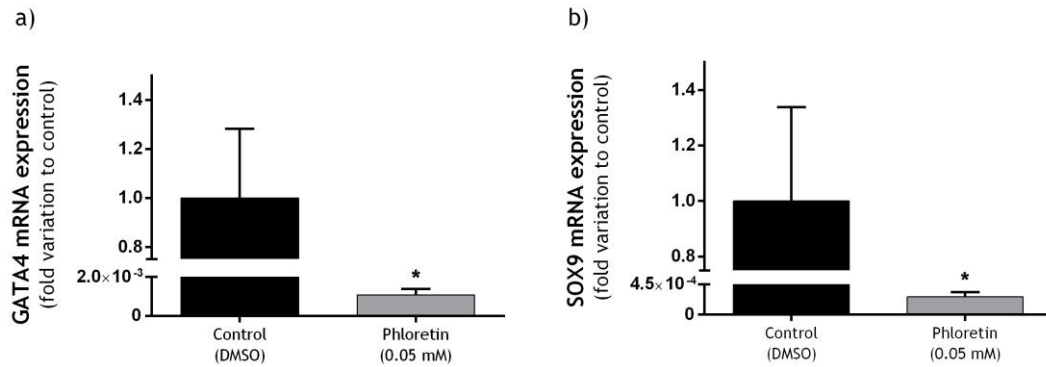 a)
GATA4 mRNA expression
(fold variation to control)
1.4
1.2
1.0
0.8
2.0×10⁻³
0
*
Control
(DMSO)
Phloretin
(0.05 mM)
b)
SOX9 mRNA expression
(fold variation to control)
1.4
1.2
1.0
0.8
4.5×10⁻⁴
0
*
Control
(DMSO)
Phloretin
(0.05 mM)